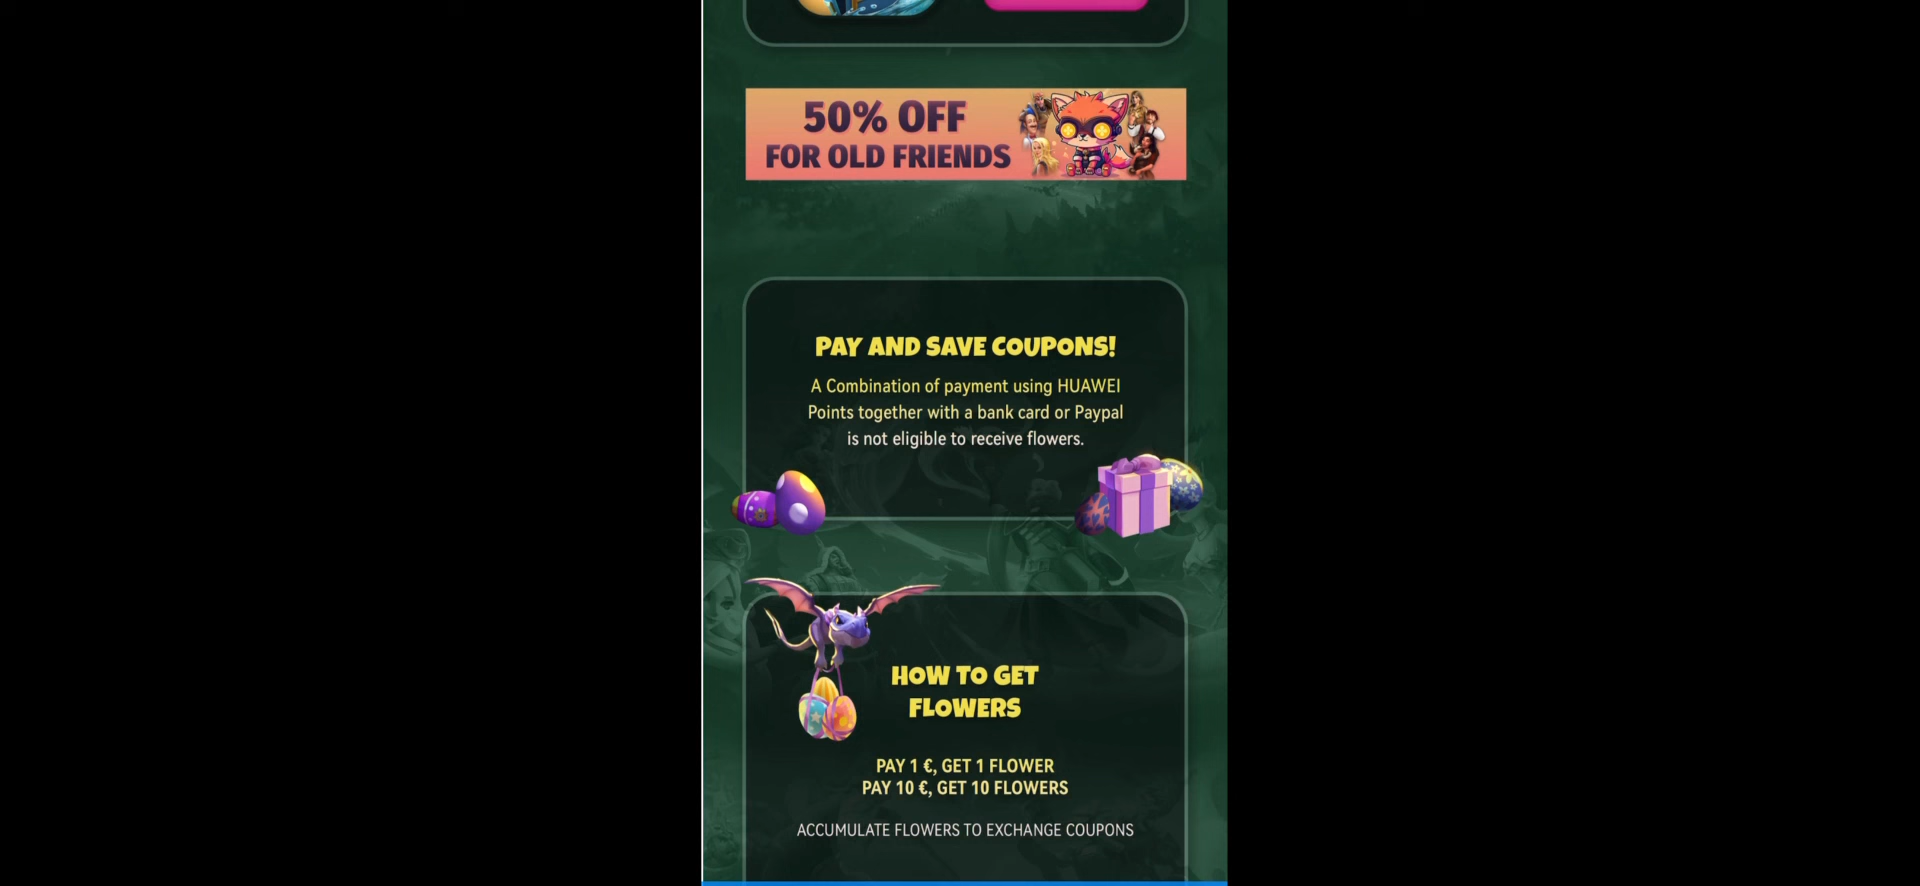 50% OFF
FOR OLD FRIENDS
PAY AND SAVE COUPONS!
A Combination of payment using HUAWEI
Points together with a bank card or Paypal
is not eligible to receive flowers.
HOW TO GET
FLOWERS
PAY 1 €, GET 1 FLOWER
PAY 10 €, GET 10 FLOWERS
ACCUMULATE FLOWERS TO EXCHANGE COUPONS